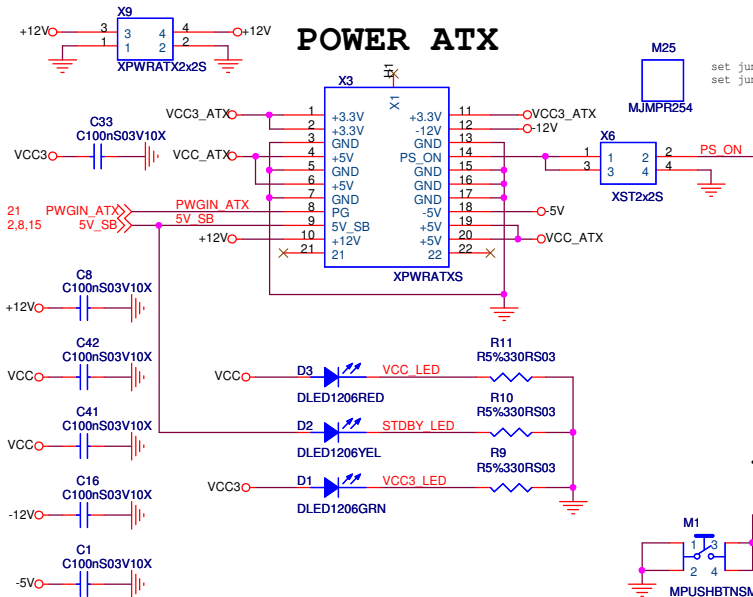 POWER ATX
X9
+12V 3 3 4 4 +12V
1 1 2 2
XPWRATX2x2S
M25
set jur
set jur
MJMPR254
H1
X3
X1
VCC3_ATX 1 +3.3V +3.3V 11 VCC3_ATX
2 +3.3V -12V 12 -12V
3 GND GND 13
VCC_ATX 4 +5V PS_ON 14
5 GND GND 15
6 +5V GND 16
7 GND GND 17
21 PWGIN_ATX PWGIN_ATX 8 PG -5V 18 -5V
2,8,15 5V_SB 5V_SB 9 5V_SB +5V 19
+12V 10 +12V +5V 20 VCC_ATX
21 21 22 22
XPWRATXS
C33
C100nS03V10X
VCC3
X6
1 1 2 2 PS_ON
3 3 4 4
XST2x2S
C8
C100nS03V10X
+12V
C42
C100nS03V10X
VCC
C41
C100nS03V10X
VCC
C16
C100nS03V10X
-12V
C1
C100nS03V10X
-5V
R11
R5%330RS03
VCC D3 VCC_LED
DLED1206RED
R10
R5%330RS03
D2 STDBY_LED
DLED1206YEL
R9
R5%330RS03
VCC3 D1 VCC3_LED
DLED1206GRN
M1
1 3
2 4
MPUSHBTNSM